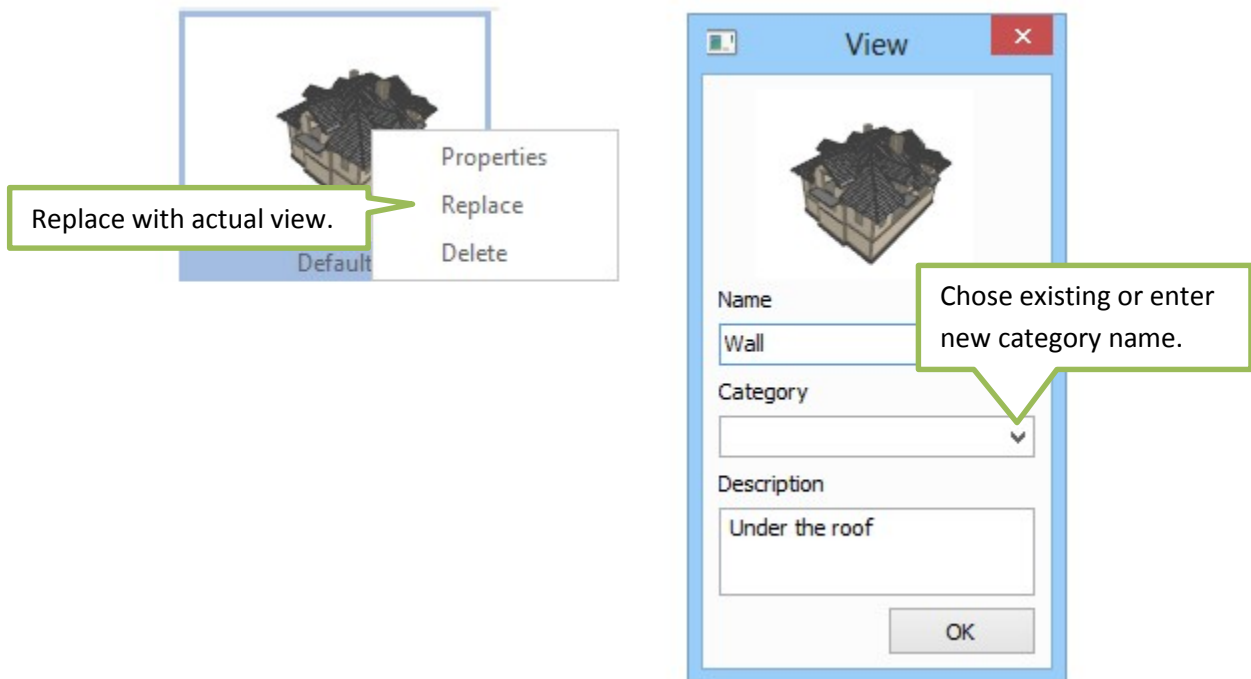 Properties
Replace
Delete
Replace with actual view.
Default
View
Name
Wall
Chose existing or enter
new category name.
Category
Description
Under the roof
OK